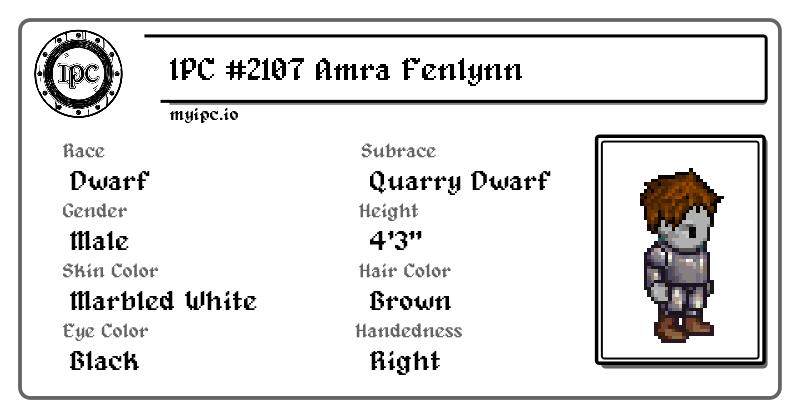 IPC
IPC #2107 Amra Fenlynn
myipc.io
Race
Subrace
Dwarf
Quarry Dwarf
Gender
Height
Male
4'3"
Skin Color
Hair Color
Marbled White
Brown
Eye Color
Handedness
Black
Right